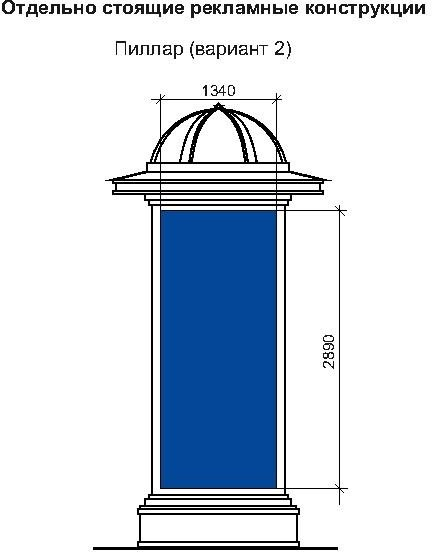 Отдельно стоящие рекламные конструкции
Пиллар (вариант 2)
1340
2890